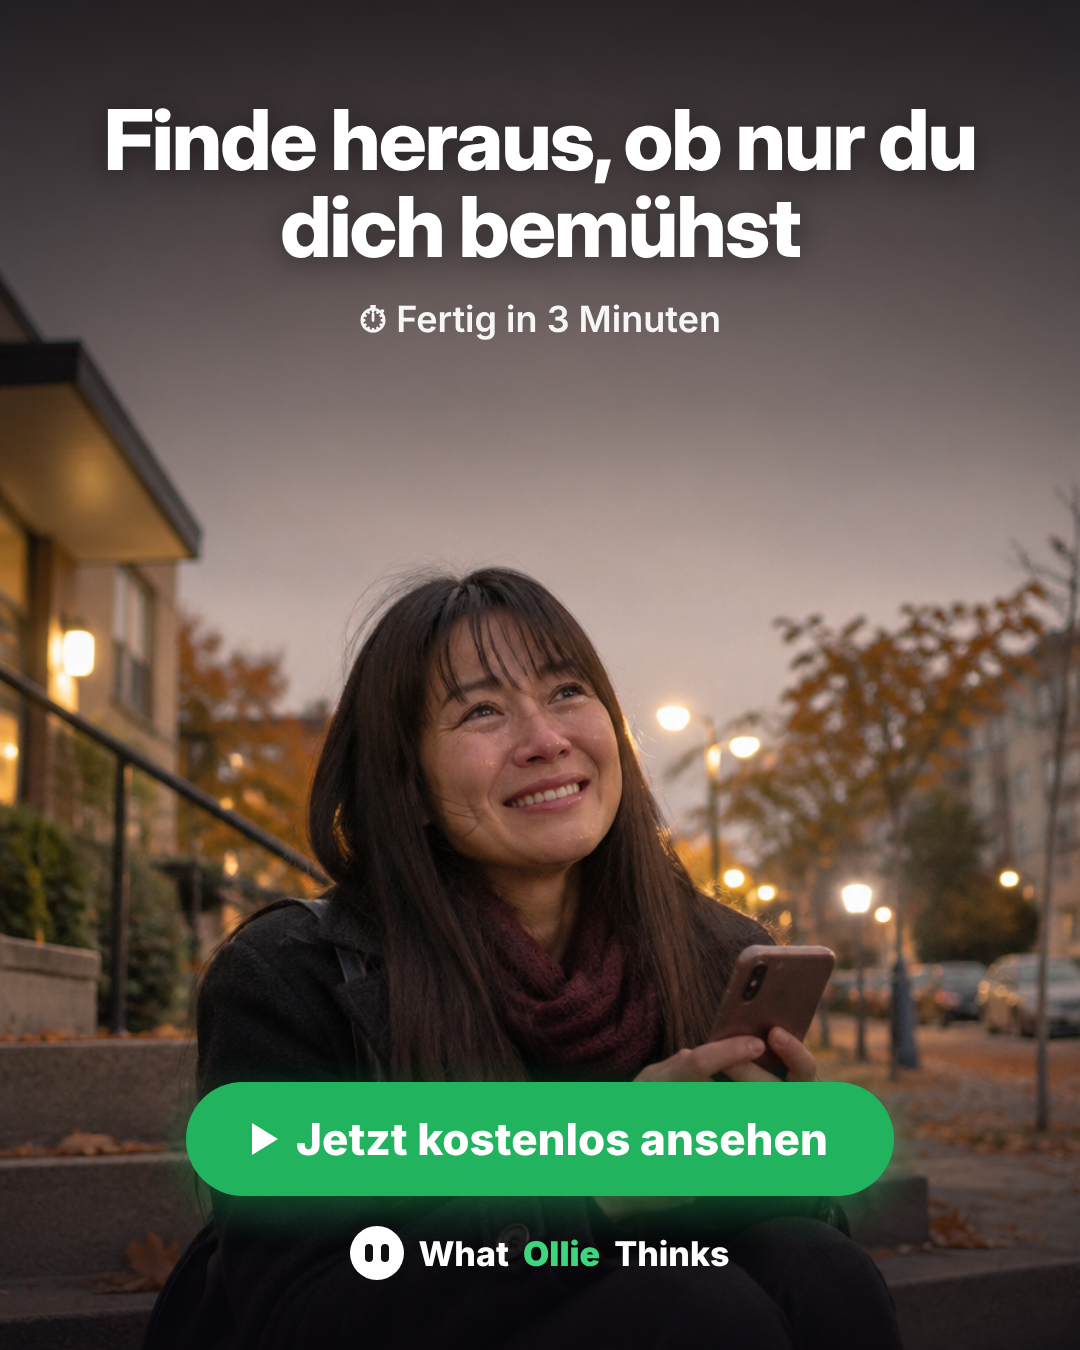 Finde heraus, ob nur du
dich bemühst
⏱ Fertig in 3 Minuten
▶ Jetzt kostenlos ansehen
What Ollie Thinks